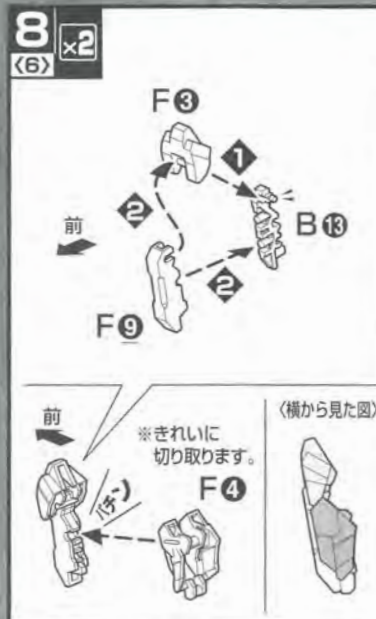 8 ×2
〈6〉
F❸
❶
❷
前
B⓭
❷
F❾
前
※きれいに
切り取ります。
パチン
F❹
〈横から見た図〉